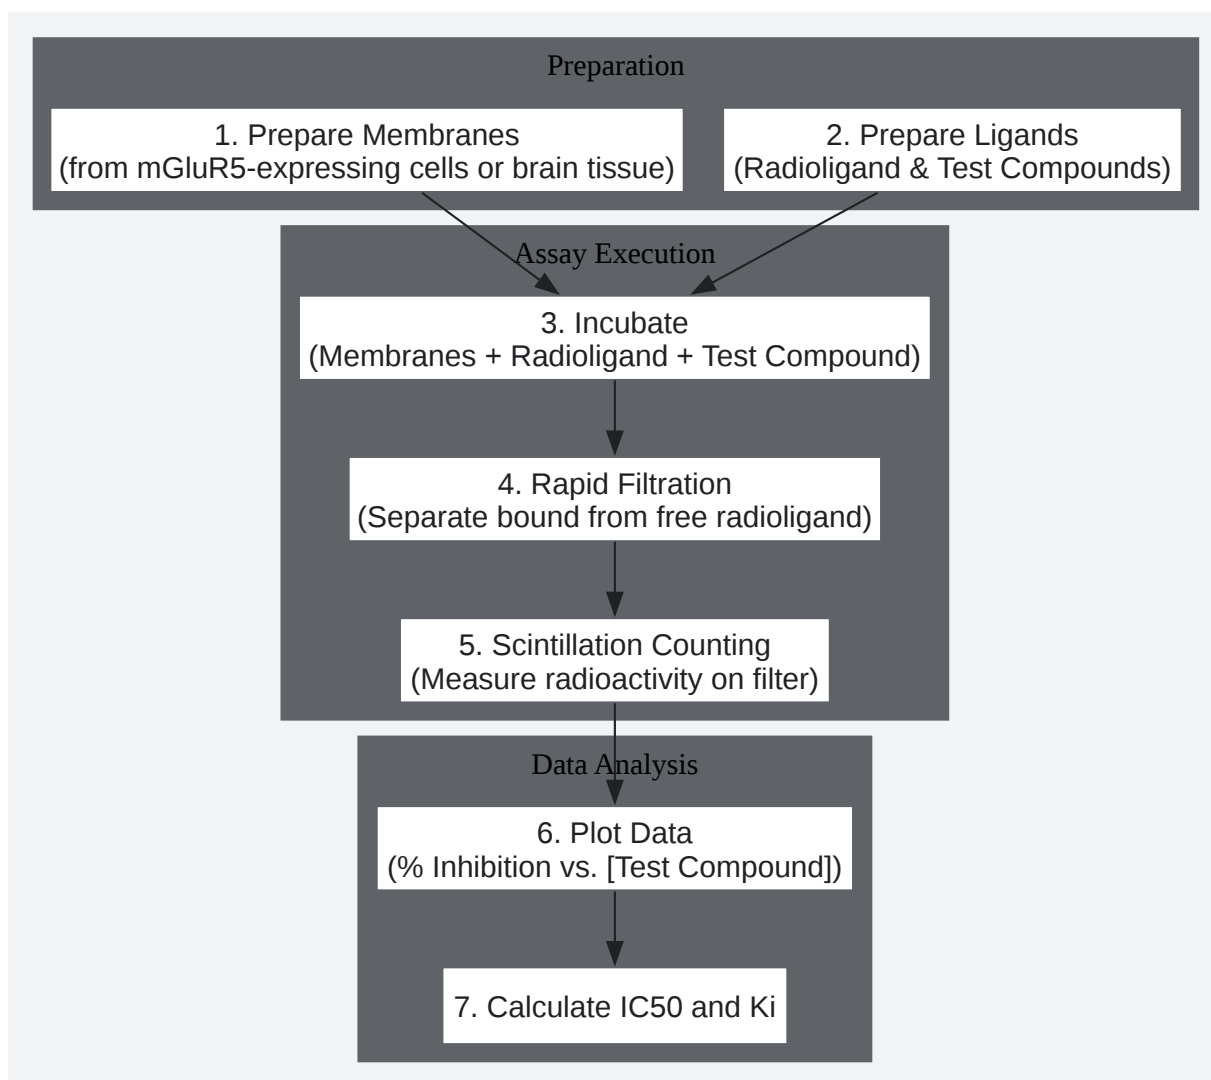 Preparation
1. Prepare Membranes
(from mGluR5-expressing cells or brain tissue)
2. Prepare Ligands
(Radioligand & Test Compounds)
Assay Execution
3. Incubate
(Membranes + Radioligand + Test Compound)
4. Rapid Filtration
(Separate bound from free radioligand)
5. Scintillation Counting
(Measure radioactivity on filter)
Data Analysis
6. Plot Data
(% Inhibition vs. [Test Compound])
7. Calculate IC50 and Ki